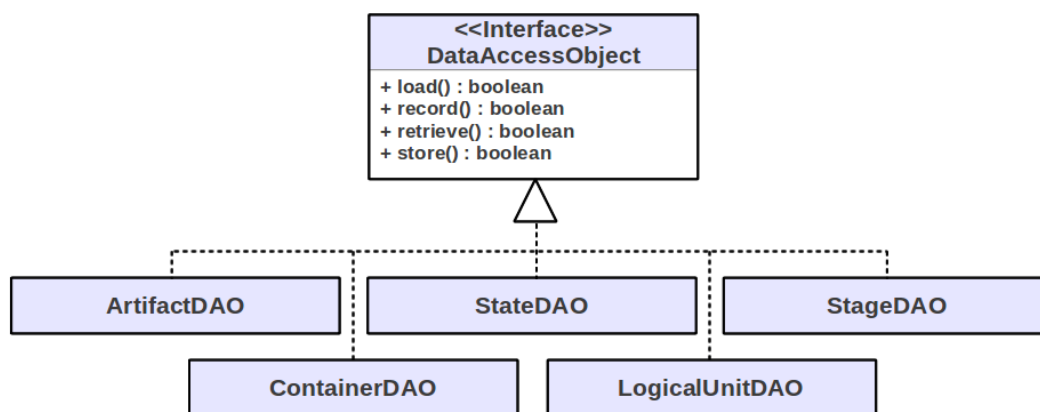 <<Interface>>
DataAccessObject
+ load() : boolean
+ record() : boolean
+ retrieve() : boolean
+ store() : boolean
ArtifactDAO
StateDAO
StageDAO
ContainerDAO
LogicalUnitDAO